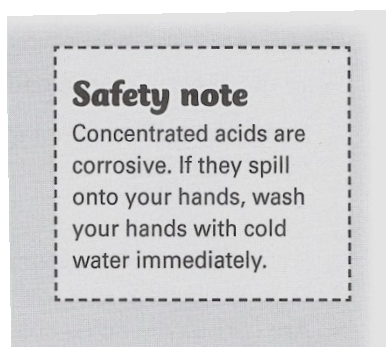 Safety note
Concentrated acids are
corrosive. If they spill
onto your hands, wash
your hands with cold
water immediately.